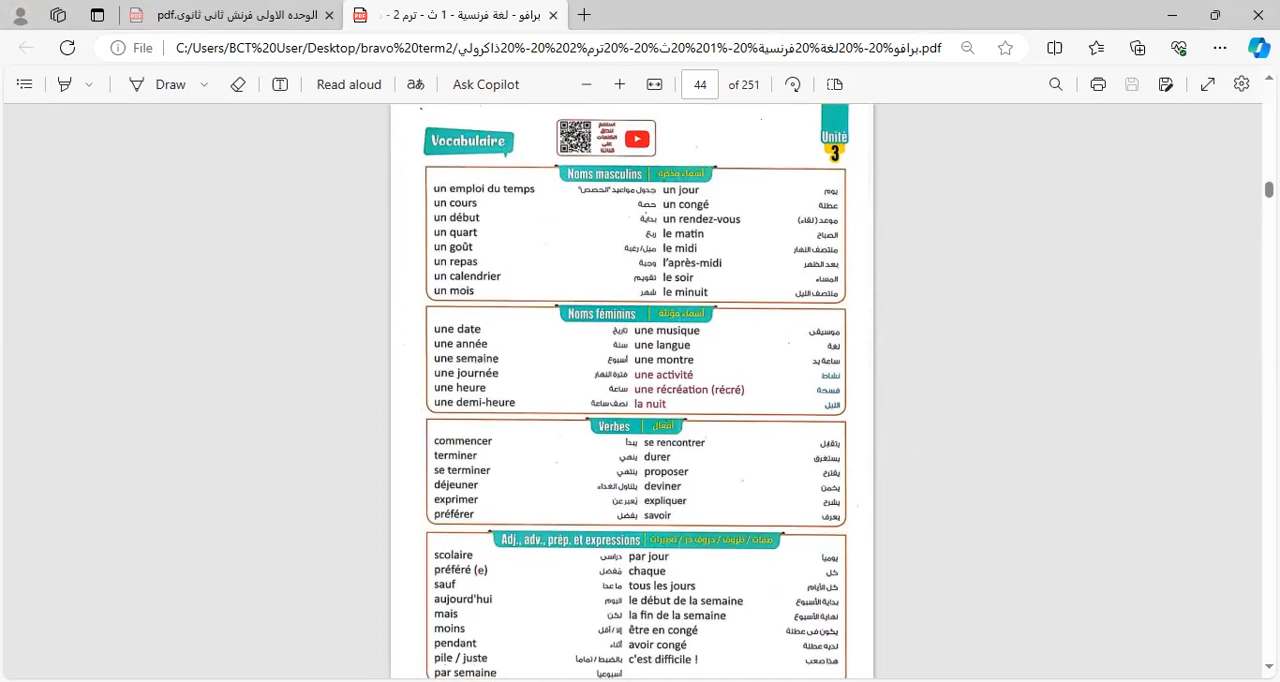 الوحده الاولى فرنش ثانى ثانوى.pdf
برافو - لغة فرنسية - 1 ث - ترم 2 -
File
C:/Users/BCT%20User/Desktop/bravo%20term2/برافو%20-%20لغة%20فرنسية%20-%201%20ث%20-%20ترم%202%20-%20ذاكرولي.pdf
Draw
Read aloud
aあ
Ask Copilot
44 of 251
Vocabulaire
استمع
لنطق
الكلمات
على
قناتنا
Unité
3
Noms masculins | أسماء مذكرة
un emploi du temps جدول مواعيد "الحصص" un jour يوم
un cours حصة un congé عطلة
un début بداية un rendez-vous موعد (لقاء)
un quart ربع le matin الصباح
un goût ميل/رغبة le midi منتصف النهار
un repas وجبة l'après-midi بعد الظهر
un calendrier تقويم le soir المساء
un mois شهر le minuit منتصف الليل
Noms féminins | أسماء مؤنثة
une date تاريخ une musique موسيقى
une année سنة une langue لغة
une semaine أسبوع une montre ساعة يد
une journée فترة النهار une activité نشاط
une heure ساعة une récréation (récré) فسحة
une demi-heure نصف ساعة la nuit الليل
Verbes | أفعال
commencer يبدأ se rencontrer يتقابل
terminer ينهي durer يستغرق
se terminer ينتهي proposer يقترح
déjeuner يتناول الغداء deviner يخمن
exprimer يُعبر عن expliquer يشرح
préférer يفضل savoir يعرف
Adj., adv., prép. et expressions | صفات / ظروف / حروف جر / تعبيرات
scolaire دراسى par jour يومياً
préféré (e) مُفضل chaque كل
sauf ما عدا tous les jours كل الأيام
aujourd'hui اليوم le début de la semaine بداية الأسبوع
mais لكن la fin de la semaine نهاية الأسبوع
moins إلا / أقل être en congé يكون فى عطلة
pendant أثناء avoir congé لديه عطلة
pile / juste بالضبط / تماماً c'est difficile ! هذا صعب
par semaine أسبوعياً